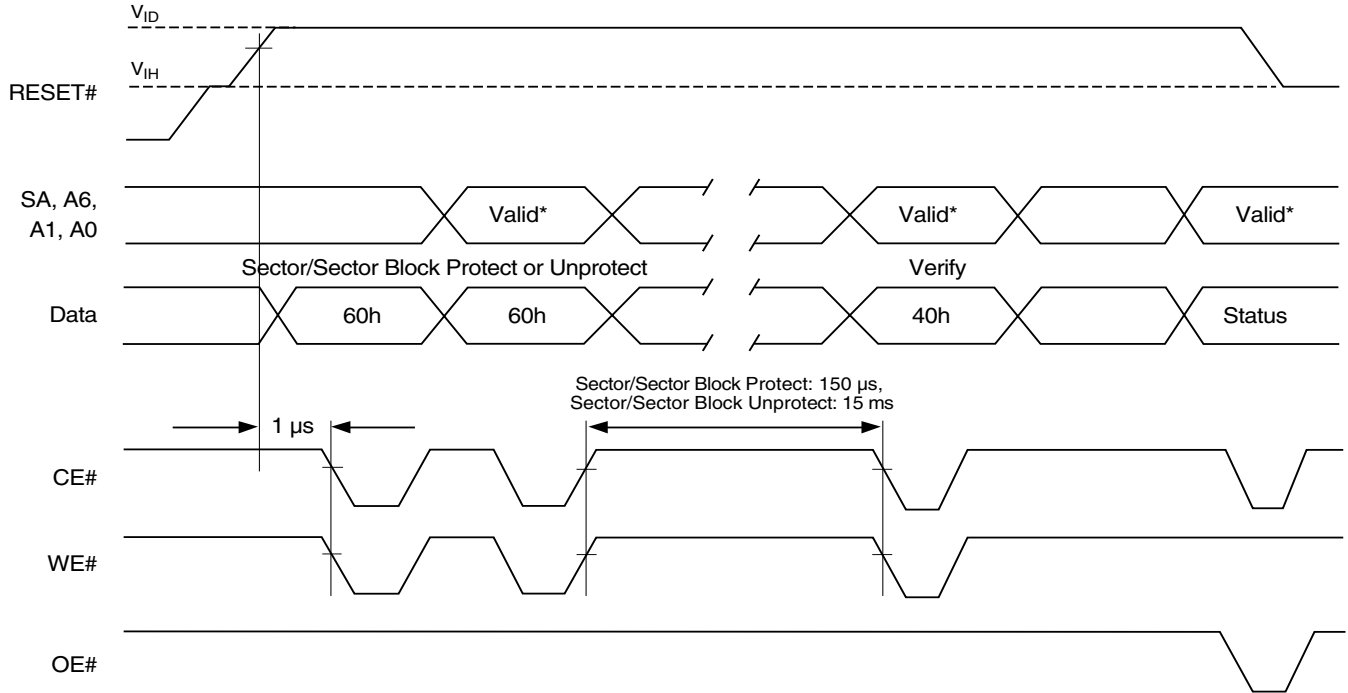 VID
VIH
RESET#
SA, A6,
A1, A0
Valid*
Valid*
Valid*
Sector/Sector Block Protect or Unprotect
Verify
Data
60h
60h
40h
Status
Sector/Sector Block Protect: 150 µs,
Sector/Sector Block Unprotect: 15 ms
1 µs
CE#
WE#
OE#